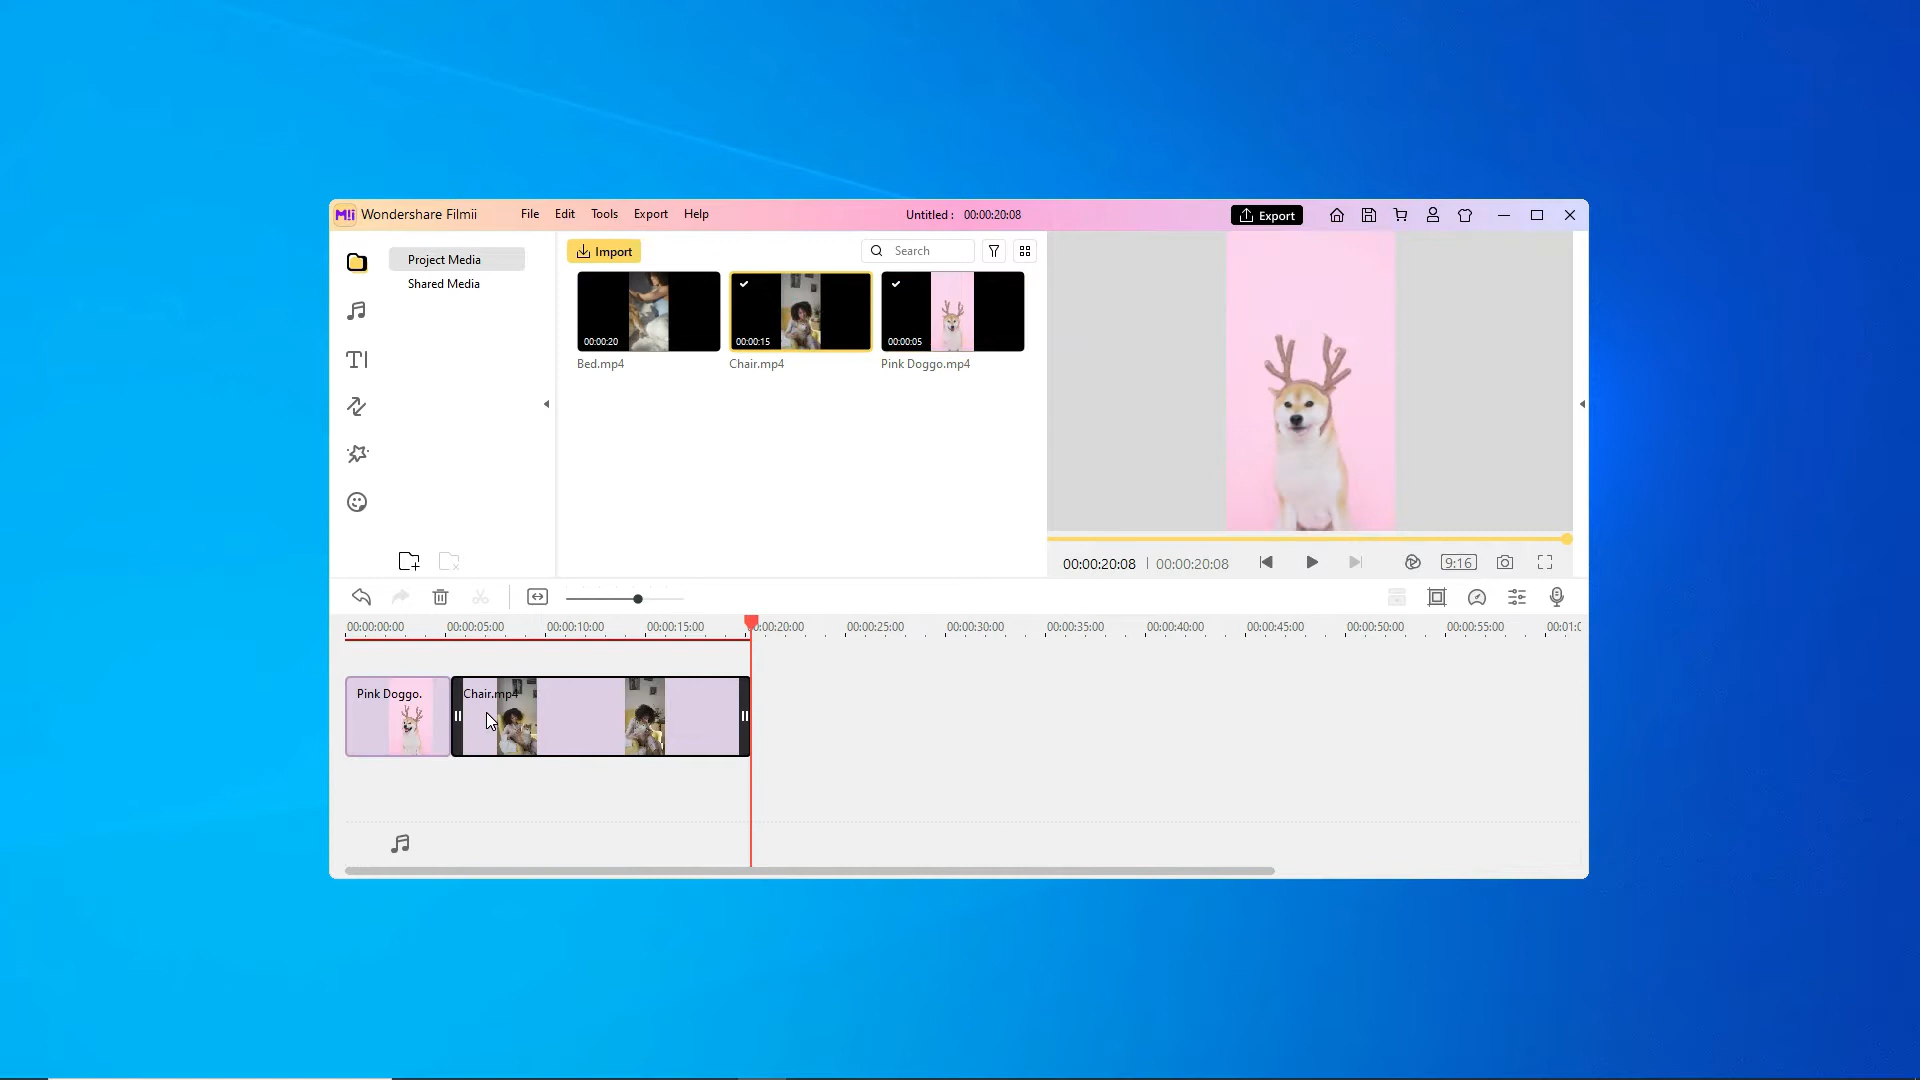 M!i Wondershare Filmii File Edit Tools Export Help Untitled : 00:00:20:08 Export
Project Media
Shared Media
Import Search
00:00:20 00:00:15 00:00:05
Bed.mp4 Chair.mp4 Pink Doggo.mp4
TI
00:00:20:08 | 00:00:20:08 9:16
00:00:00:00 00:00:05:00 00:00:10:00 00:00:15:00 00:00:20:00 00:00:25:00 00:00:30:00 00:00:35:00 00:00:40:00 00:00:45:00 00:00:50:00 00:00:55:00 00:01:0
Pink Doggo. Chair.mp4